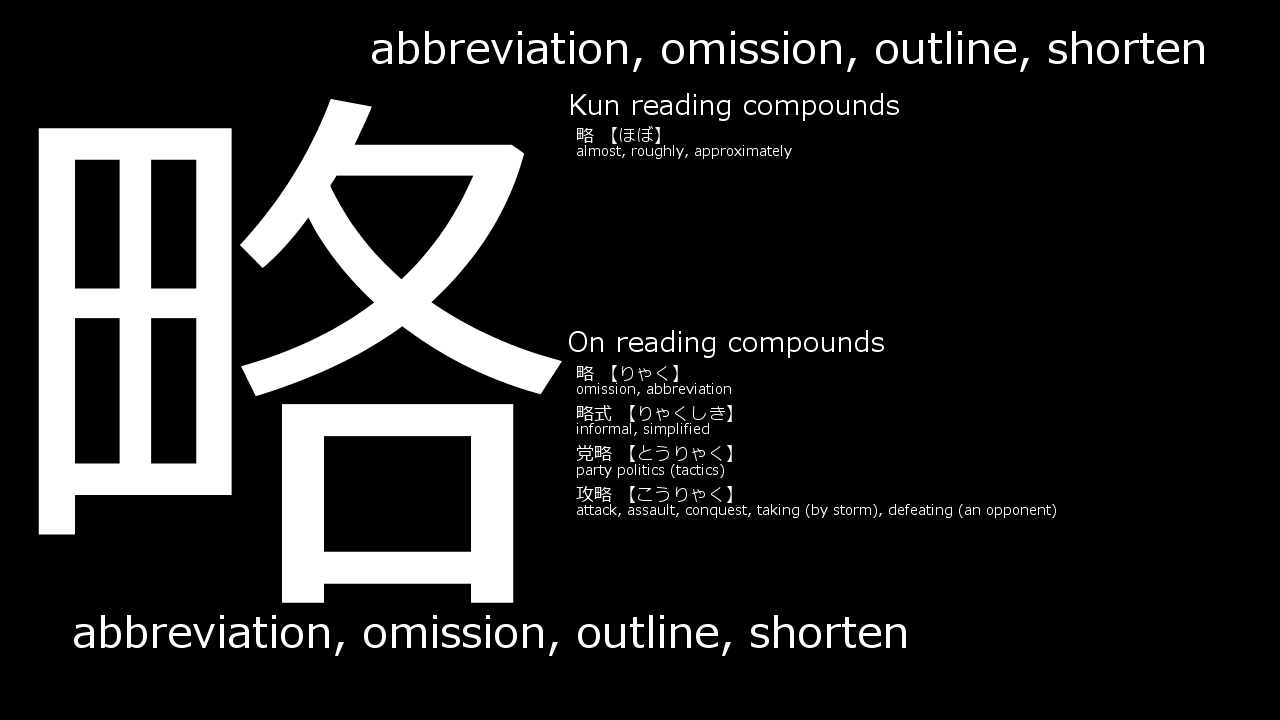 abbreviation, omission, outline, shorten
略
Kun reading compounds
略 【ほぼ】
almost, roughly, approximately
On reading compounds
略 【りゃく】
omission, abbreviation
略式 【りゃくしき】
informal, simplified
党略 【とうりゃく】
party politics (tactics)
攻略 【こうりゃく】
attack, assault, conquest, taking (by storm), defeating (an opponent)
abbreviation, omission, outline, shorten